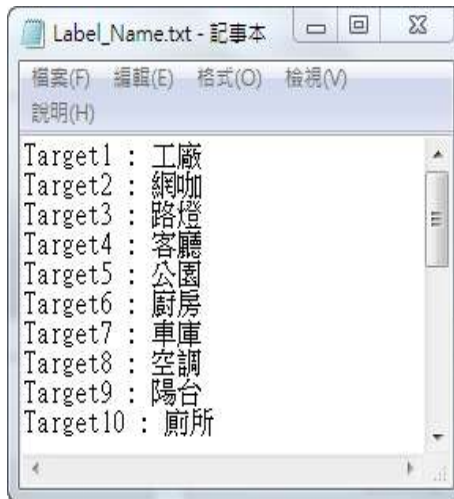 Label_Name.txt - 記事本
檔案(F) 編輯(E) 格式(O) 檢視(V)
說明(H)
Target1 : 工廠
Target2 : 網咖
Target3 : 路燈
Target4 : 客廳
Target5 : 公園
Target6 : 廚房
Target7 : 車庫
Target8 : 空調
Target9 : 陽台
Target10 : 廁所